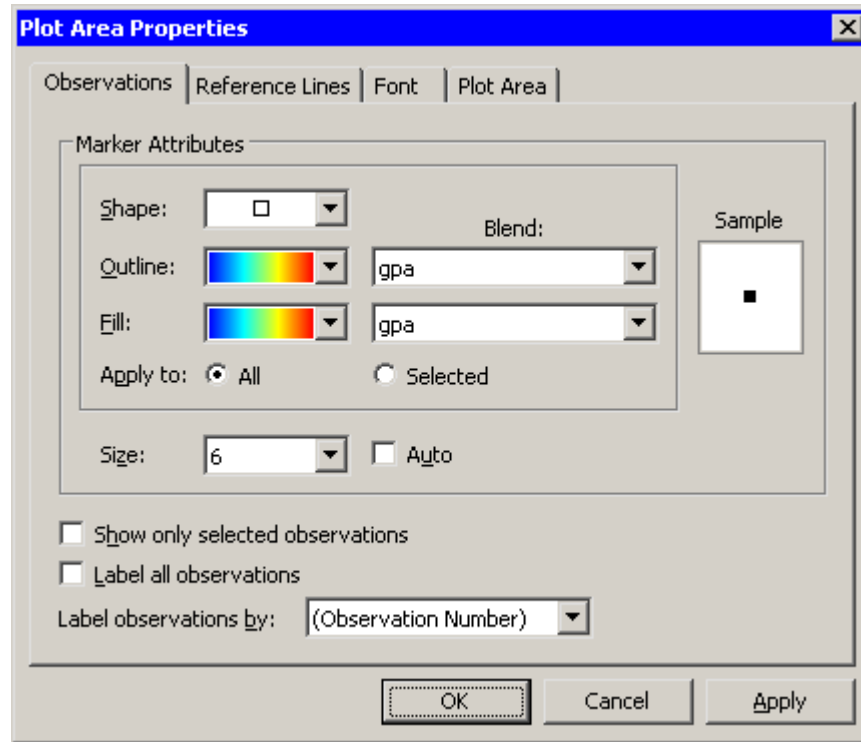 Plot Area Properties
Observations Reference Lines Font Plot Area
Marker Attributes
Shape:
Blend:
Sample
Outline: gpa
Fill: gpa
Apply to: All Selected
Size: 6 Auto
Show only selected observations
Label all observations
Label observations by: (Observation Number)
OK Cancel Apply